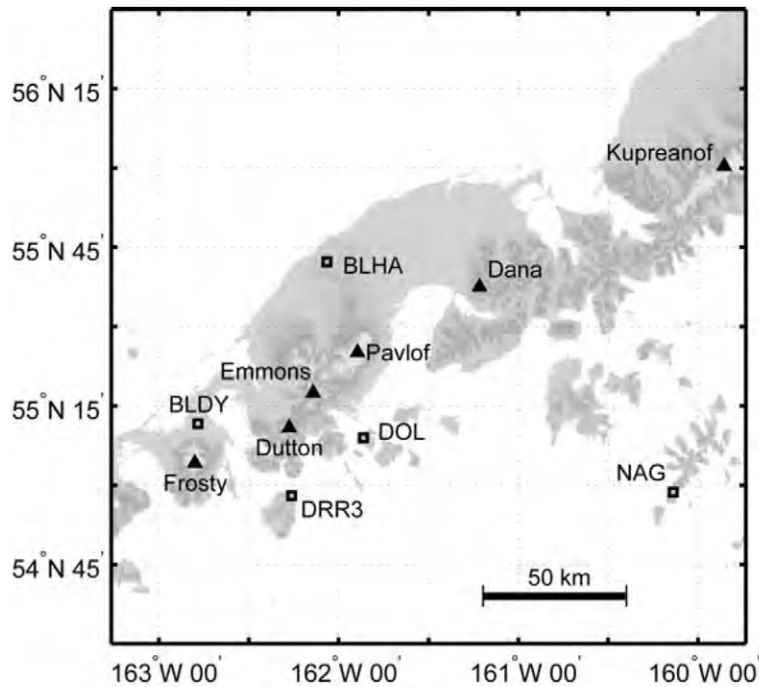 56° N 15'
Kupreanof
55° N 45'
BLHA
Dana
Pavlof
Emmons
55° N 15'
BLDY
DOL
Dutton
Frosty
NAG
DRR3
54° N 45'
50 km
163° W 00'
162° W 00'
161° W 00'
160° W 00'